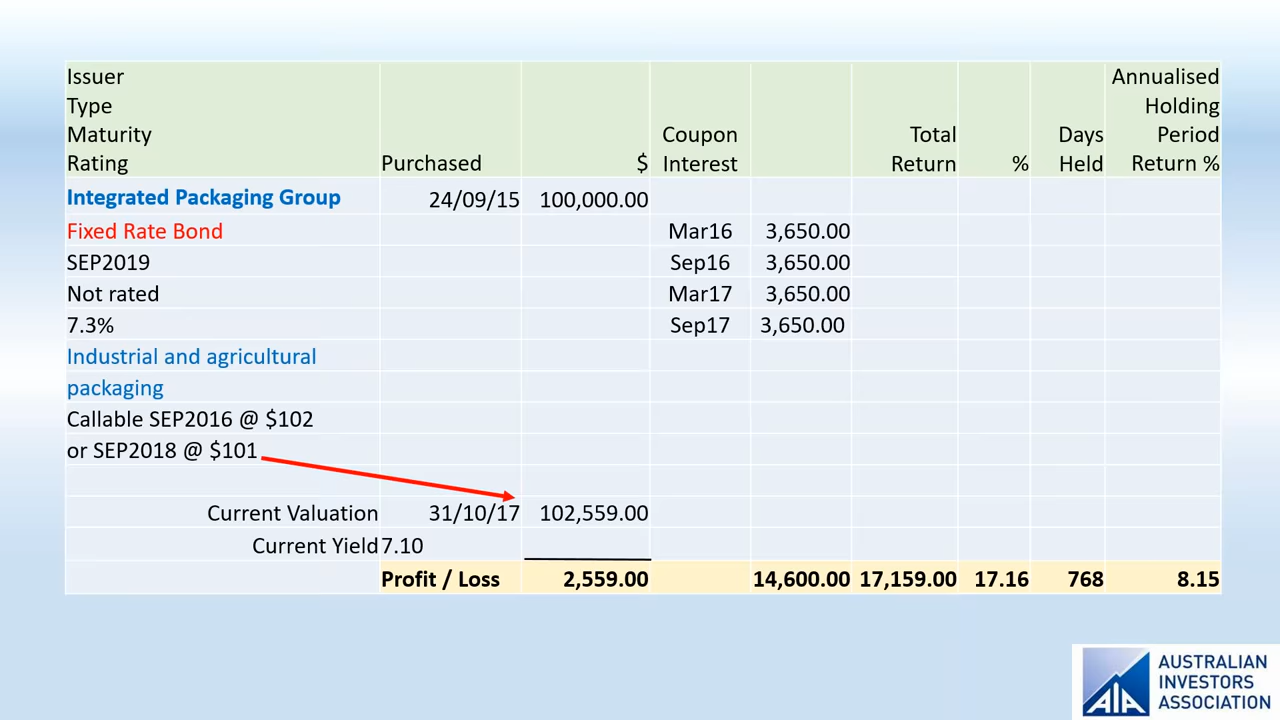 Issuer
Type
Maturity
Rating
Purchased
$
Coupon
Interest
Total
Return
%
Days
Held
Annualised
Holding
Period
Return %
Integrated Packaging Group 24/09/15 100,000.00
Fixed Rate Bond Mar16 3,650.00
SEP2019 Sep16 3,650.00
Not rated Mar17 3,650.00
7.3% Sep17 3,650.00
Industrial and agricultural
packaging
Callable SEP2016 @ $102
or SEP2018 @ $101
Current Valuation 31/10/17 102,559.00
Current Yield 7.10
Profit / Loss 2,559.00 14,600.00 17,159.00 17.16 768 8.15
AIA
AUSTRALIAN
INVESTORS
ASSOCIATION